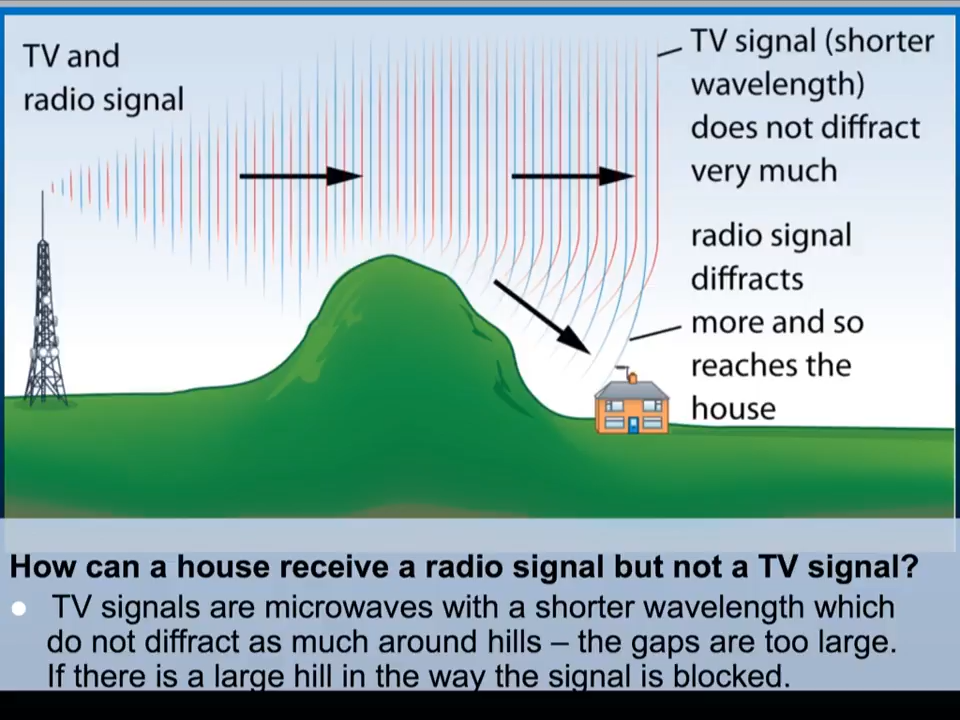 TV and
radio signal
TV signal (shorter
wavelength)
does not diffract
very much
radio signal
diffracts
more and so
reaches the
house
How can a house receive a radio signal but not a TV signal?
● TV signals are microwaves with a shorter wavelength which
do not diffract as much around hills – the gaps are too large.
If there is a large hill in the way the signal is blocked.